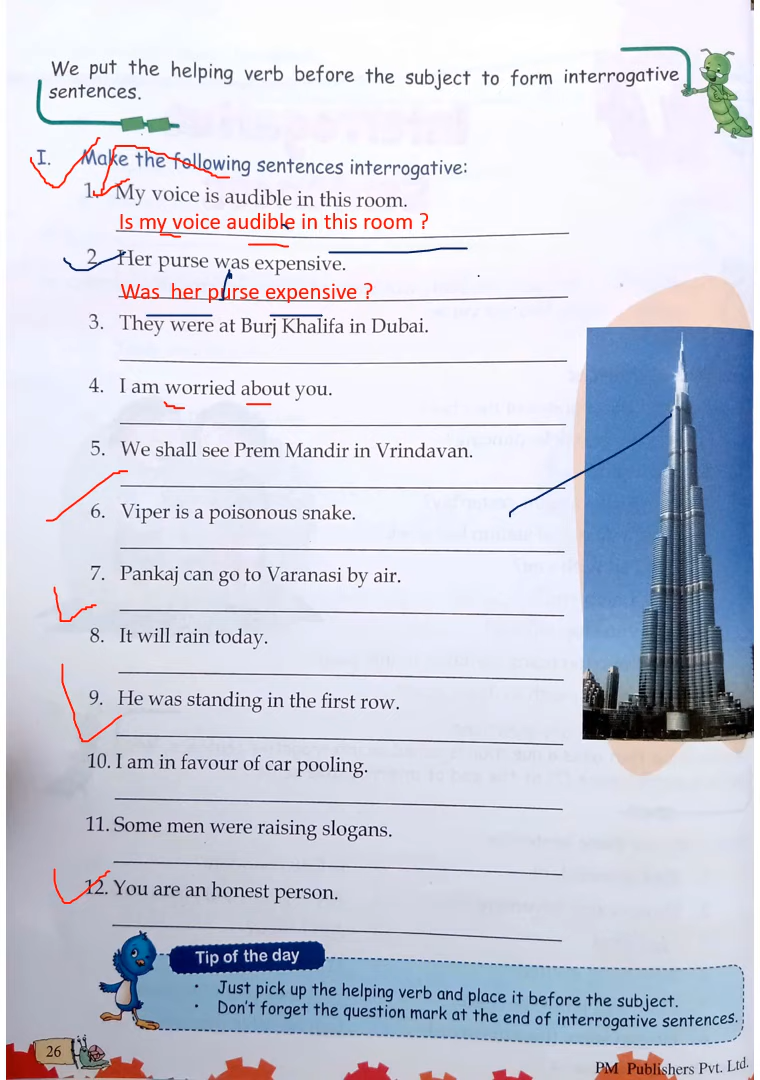 We put the helping verb before the subject to form interrogative
sentences.
I. Make the following sentences interrogative:
1. My voice is audible in this room.
Is my voice audible in this room ?
2. Her purse was expensive.
Was her purse expensive ?
3. They were at Burj Khalifa in Dubai.
4. I am worried about you.
5. We shall see Prem Mandir in Vrindavan.
6. Viper is a poisonous snake.
7. Pankaj can go to Varanasi by air.
8. It will rain today.
9. He was standing in the first row.
10. I am in favour of car pooling.
11. Some men were raising slogans.
12. You are an honest person.
Tip of the day
• Just pick up the helping verb and place it before the subject.
• Don't forget the question mark at the end of interrogative sentences.
26
PM Publishers Pvt. Ltd.